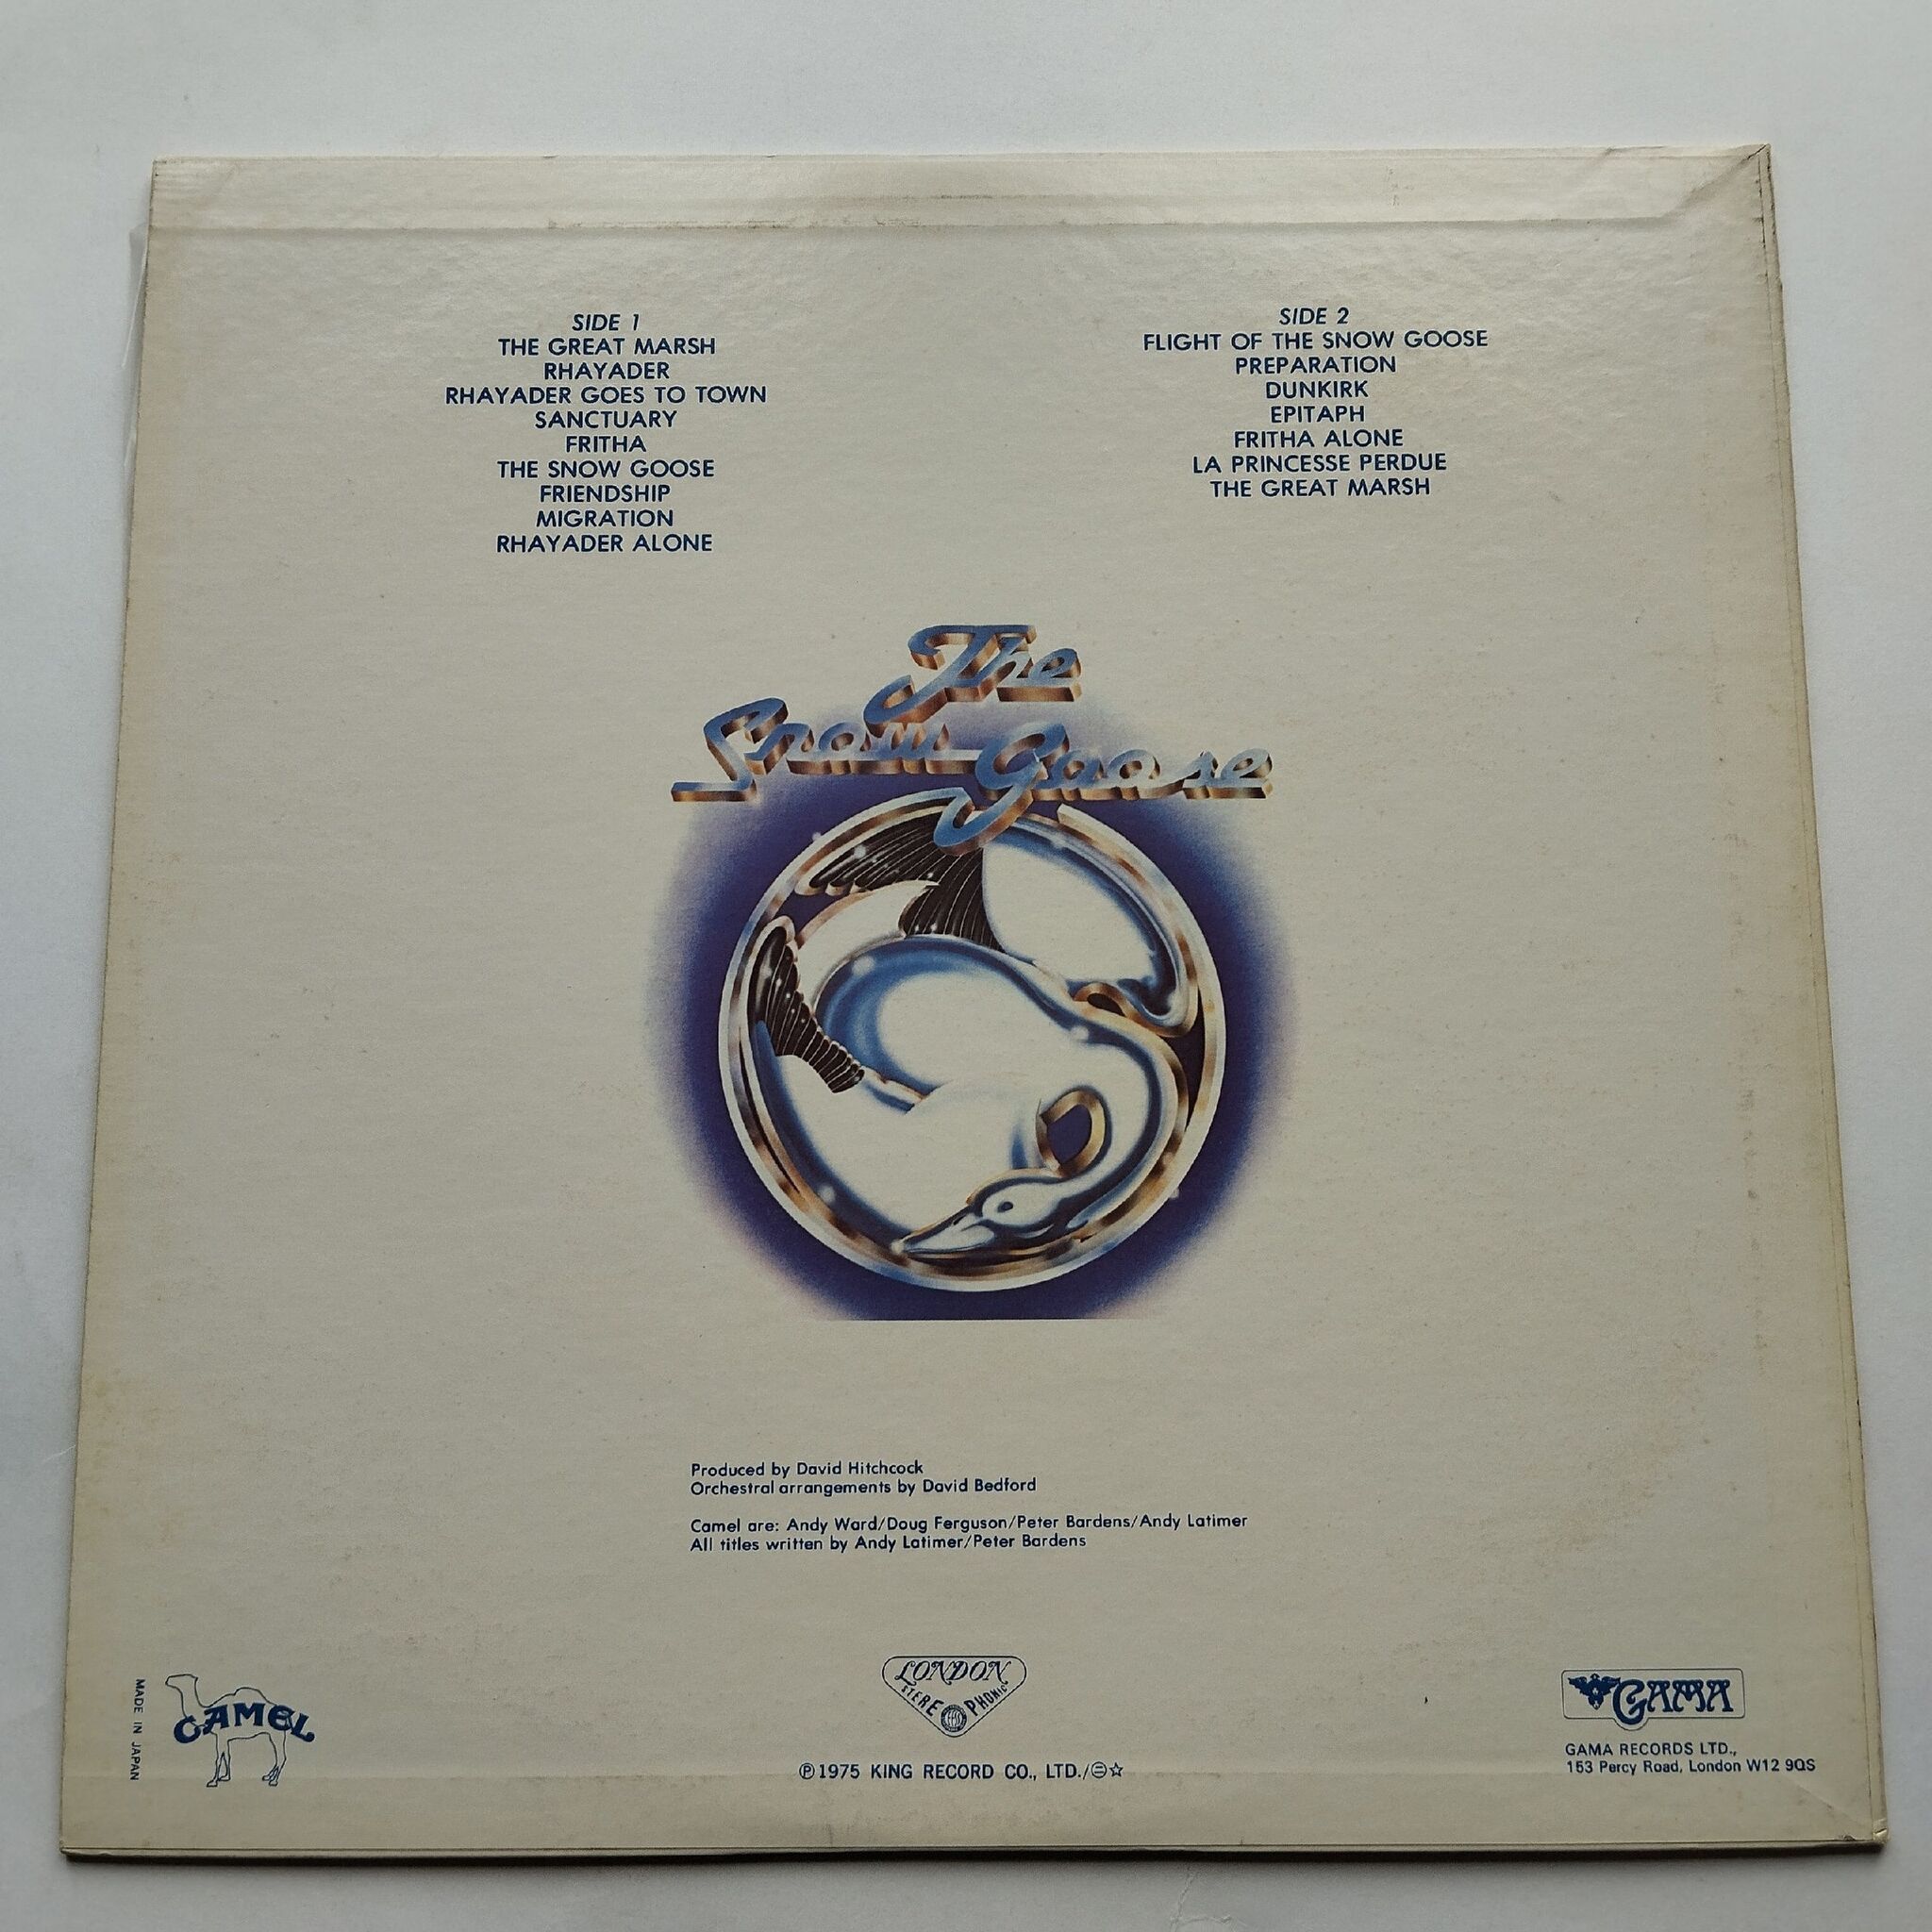 SIDE 1
THE GREAT MARSH
RHAYADER
RHAYADER GOES TO TOWN
SANCTUARY
FRITHA
THE SNOW GOOSE
FRIENDSHIP
MIGRATION
RHAYADER ALONE
SIDE 2
FLIGHT OF THE SNOW GOOSE
PREPARATION
DUNKIRK
EPITAPH
FRITHA ALONE
LA PRINCESSE PERDUE
THE GREAT MARSH
The
Snow Goose
Produced by David Hitchcock
Orchestral arrangements by David Bedford
Camel are: Andy Ward/Doug Ferguson/Peter Bardens/Andy Latimer
All titles written by Andy Latimer/Peter Bardens
MADE IN JAPAN
CAMEL
LONDON
STEREOPHONIC
℗1975 KING RECORD CO., LTD./㊂☆
GAMA
GAMA RECORDS LTD.,
153 Percy Road, London W12 9QS